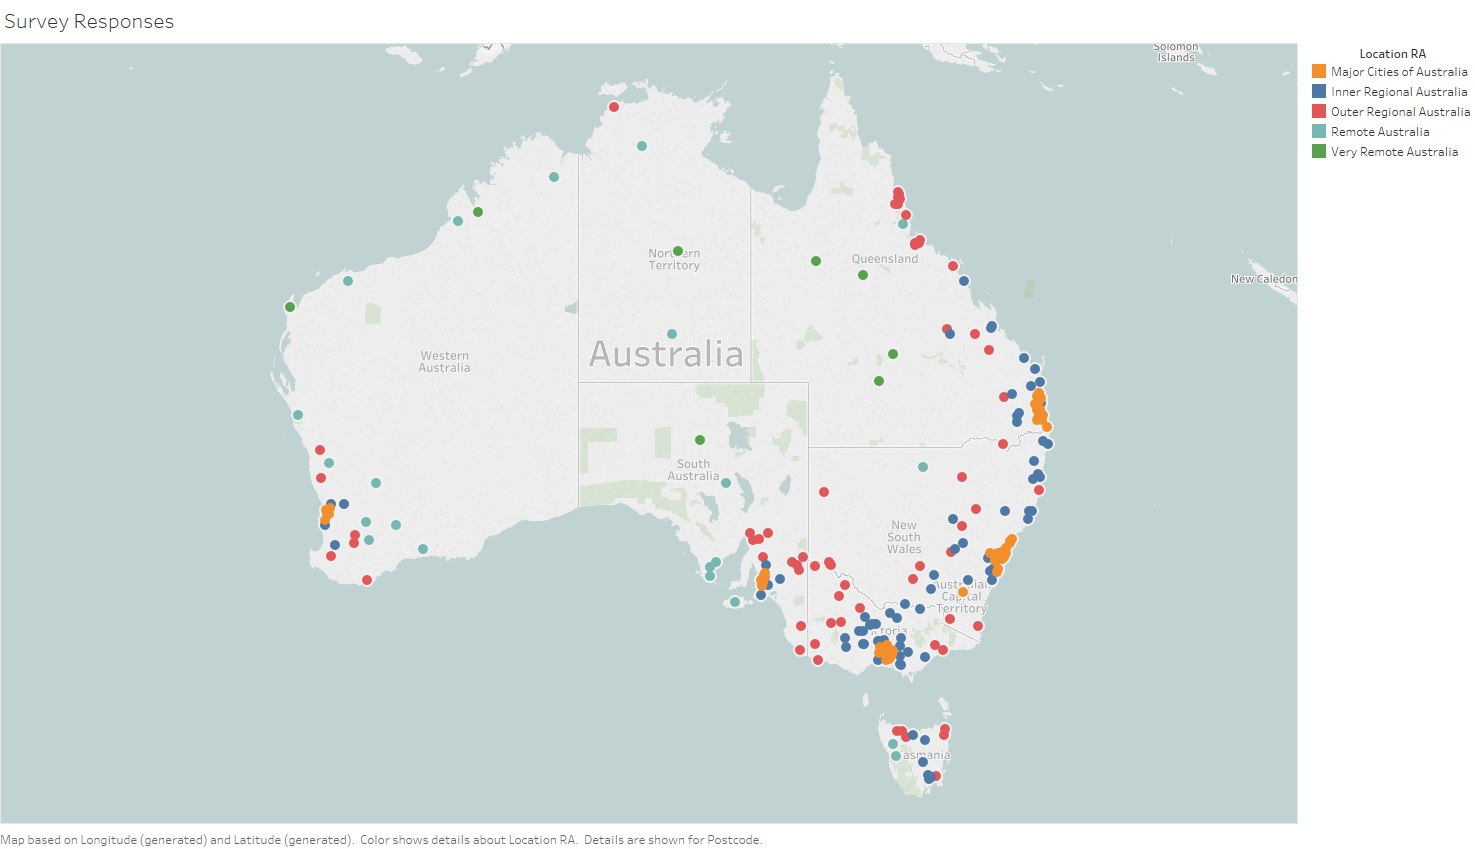 Survey Responses
Solomon
Islands
Location RA
Major Cities of Australia
Inner Regional Australia
Outer Regional Australia
Remote Australia
Very Remote Australia
Northern
Territory
Queensland
New Caledon
Australia
Western
Australia
South
Australia
New
South
Wales
Australian
Capital
Territory
ctoria
asmania
Map based on Longitude (generated) and Latitude (generated).  Color shows details about Location RA.  Details are shown for Postcode.